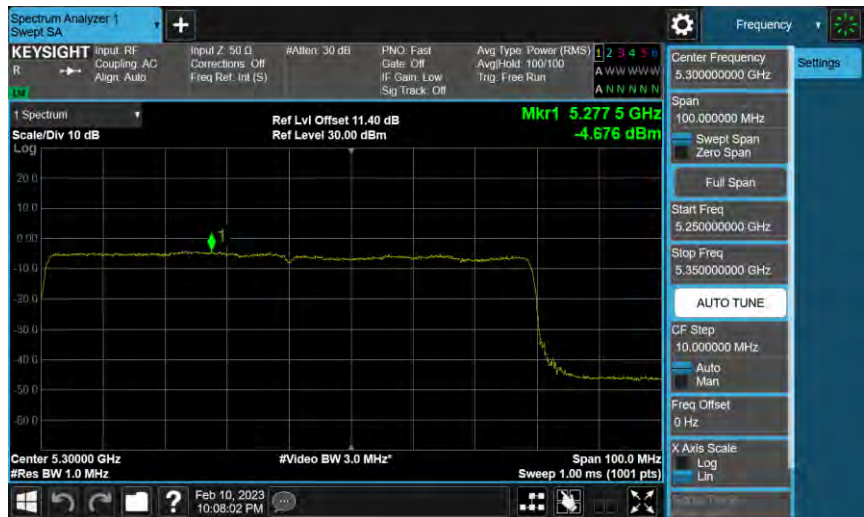 Spectrum Analyzer 1
Swept SA
+
Frequency
KEYSIGHT
R
Input: RF
Coupling: AC
Align: Auto
Input Z: 50 Ω
Corrections: Off
Freq Ref: Int (S)
#Atten: 30 dB
PNO: Fast
Gate: Off
IF Gain: Low
Sig Track: Off
Avg Type: Power (RMS)
Avg|Hold: 100/100
Trig: Free Run
1 2 3 4 5 6
A W W W W W
A N N N N N
1 Spectrum
Scale/Div 10 dB
Log
Ref Lvl Offset 11.40 dB
Ref Level 30.00 dBm
Mkr1 5.277 5 GHz
-4.676 dBm
20.0
10.0
0.00
-10.0
-20.0
-30.0
-40.0
-50.0
-60.0
1
Center 5.30000 GHz
#Res BW 1.0 MHz
#Video BW 3.0 MHz*
Span 100.0 MHz
Sweep 1.00 ms (1001 pts)
Feb 10, 2023
10:08:02 PM
Center Frequency
5.300000000 GHz
Settings
Span
100.000000 MHz
Swept Span
Zero Span
Full Span
Start Freq
5.250000000 GHz
Stop Freq
5.350000000 GHz
AUTO TUNE
CF Step
10.000000 MHz
Auto
Man
Freq Offset
0 Hz
X Axis Scale
Log
Lin